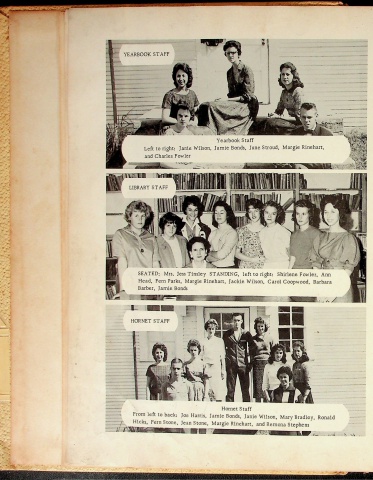 YEARBOOK STAFF
Yearbook Staff
Left to right: Janie Wilson, Jamie Bonds, Jane Stroud, Margie Rinehart,
and Charles Fowler
LIBRARY STAFF
SEATED: Mrs. Jess Tinsley STANDING, left to right: Shirlene Fowler, Ann
Head, Fern Parks, Margie Rinehart, Jackie Wilson, Carol Coopwood, Barbara
Barber, Jamie Bonds
HORNET STAFF
Hornet Staff
From left to back: Joe Harris, Jamie Bonds, Janie Wilson, Mary Bradley, Ronald
Hicks, Fern Stone, Jean Stone, Margie Rinehart, and Ramona Stephens